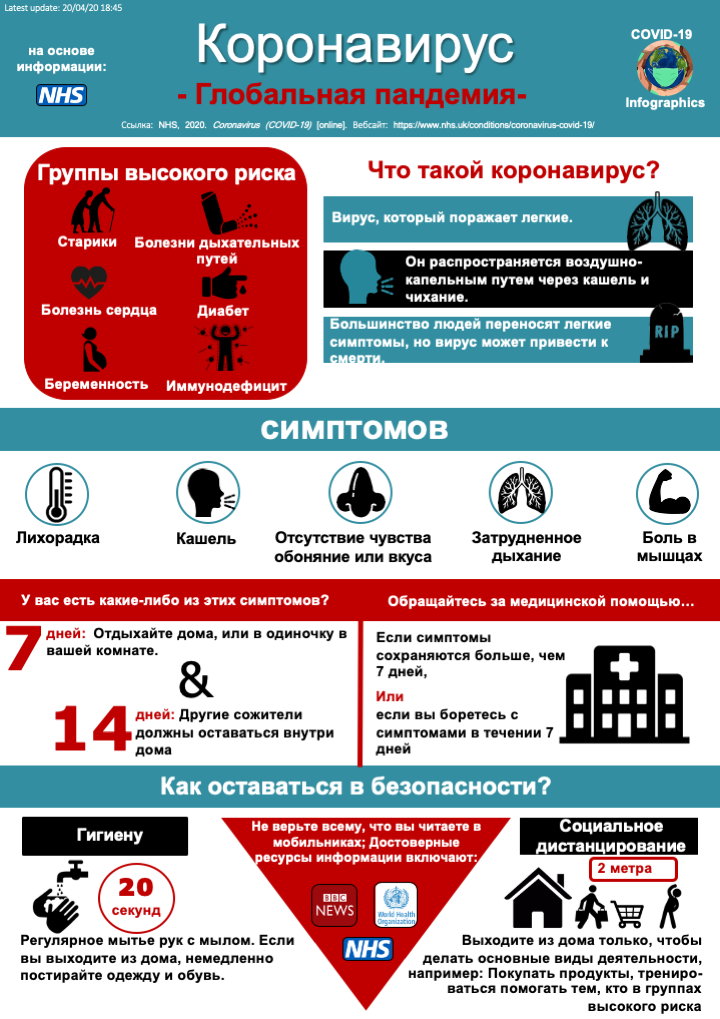 Latest update: 20/04/20 18:45
на основе
информации:
NHS
Коронавирус
- Глобальная пандемия-
COVID-19
Infographics
Ссылка: NHS, 2020. Coronavirus (COVID-19) [online]. Вебсайт: https://www.nhs.uk/conditions/coronavirus-covid-19/
Группы высокого риска
Старики
Болезни дыхательных
путей
Болезнь сердца
Диабет
Беременность
Иммунодефицит
Что такой коронавирус?
Вирус, который поражает легкие.
Он распространяется воздушно-
капельным путем через кашель и
чихание.
Большинство людей переносят легкие
симптомы, но вирус может привести к
смерти.
RIP
СИМПТОМОВ
Лихорадка
Кашель
Отсутствие чувства
обоняние или вкуса
Затрудненное
дыхание
Боль в
мышцах
У вас есть какие-либо из этих симптомов?
7 дней: Отдыхайте дома, или в одиночку в
вашей комнате.
&
14 дней: Другие сожители
должны оставаться внутри
дома
Обращайтесь за медицинской помощью...
Если симптомы
сохраняются больше, чем
7 дней,
Или
если вы боретесь с
симптомами в течении 7
дней
Как оставаться в безопасности?
Гигиену
20
секунд
Регулярное мытье рук с мылом. Если
вы выходите из дома, немедленно
постирайте одежду и обувь.
Не верьте всему, что вы читаете в
мобильниках; Достоверные
ресурсы информации включают:
BBC
NEWS
World Health
Organization
NHS
Социальное
дистанцирование
2 метра
Выходите из дома только, чтобы
делать основные виды деятельности,
например: Покупать продукты, трениро-
ваться помогать тем, кто в группах
высокого риска